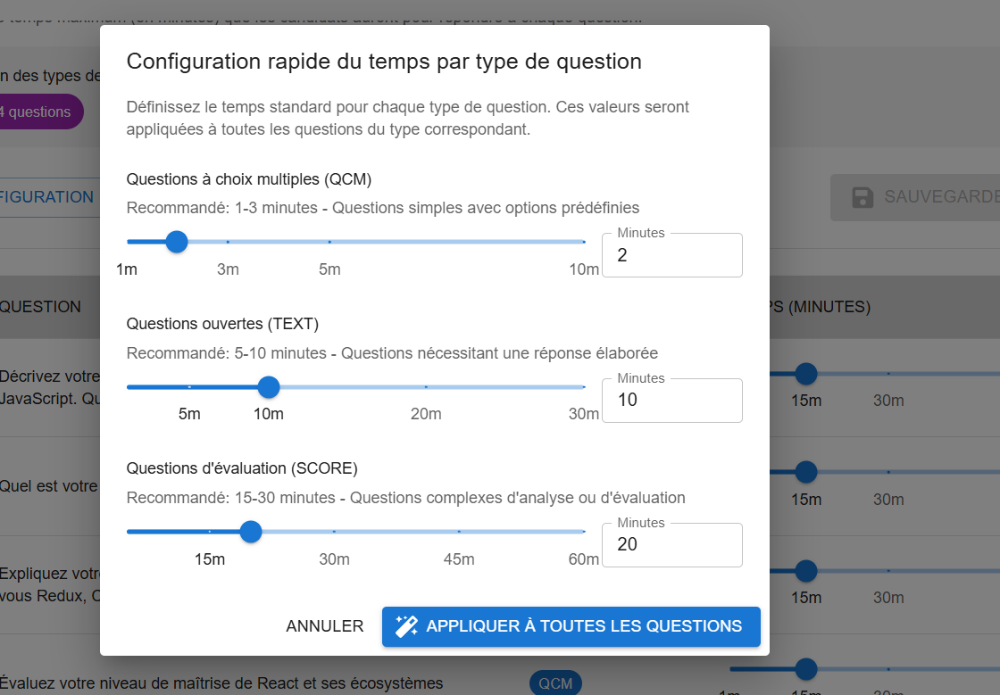 Configuration rapide du temps par type de question
Définissez le temps standard pour chaque type de question. Ces valeurs seront
appliquées à toutes les questions du type correspondant.
Questions à choix multiples (QCM)
Recommandé: 1-3 minutes - Questions simples avec options prédéfinies
Minutes
2
1m 3m 5m 10m
Questions ouvertes (TEXT)
Recommandé: 5-10 minutes - Questions nécessitant une réponse élaborée
Minutes
10
5m 10m 20m 30m
Questions d'évaluation (SCORE)
Recommandé: 15-30 minutes - Questions complexes d'analyse ou d'évaluation
Minutes
20
15m 30m 45m 60m
ANNULER
APPLIQUER À TOUTES LES QUESTIONS
temps maximum (en minutes) que les candidats auront pour répondre à chaque question.
n des types de
4 questions
FIGURATION
SAUVEGARDE
QUESTION
PS (MINUTES)
Décrivez votre
JavaScript. Qu
15m 30m
Quel est votre
15m 30m
Expliquez votr
vous Redux, C
15m 30m
Évaluez votre niveau de maîtrise de React et ses écosystèmes
QCM
1m 15m 30m